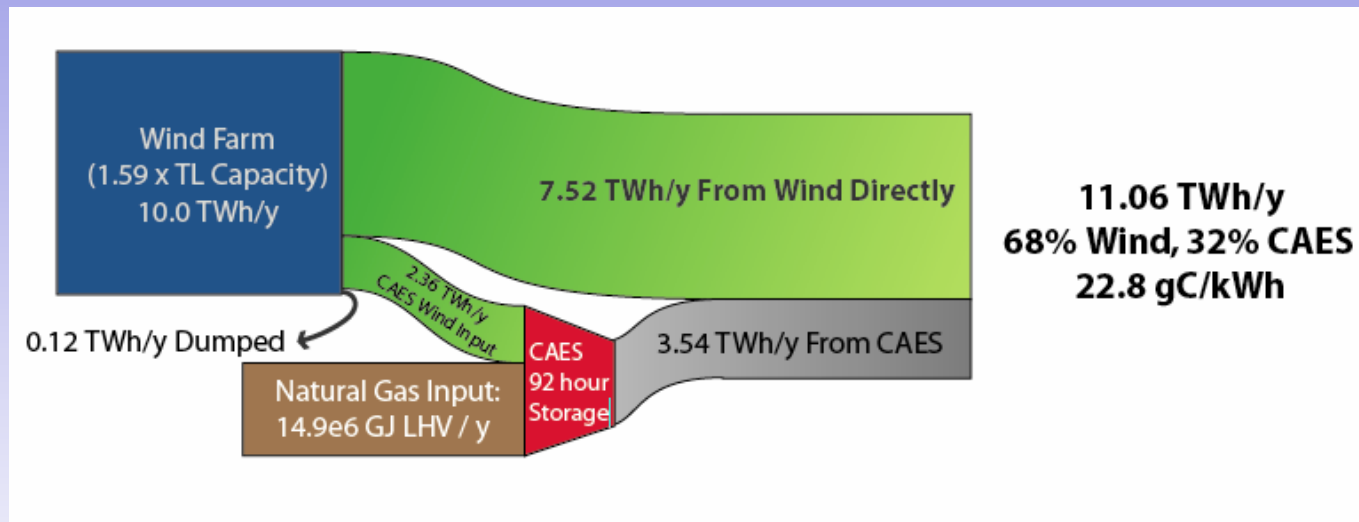 Wind Farm
(1.59 x TL Capacity)
10.0 TWh/y
7.52 TWh/y From Wind Directly
11.06 TWh/y
68% Wind, 32% CAES
22.8 gC/kWh
2.36 TWh/y
CAES Wind Input
0.12 TWh/y Dumped
CAES
92 hour
Storage
3.54 TWh/y From CAES
Natural Gas Input:
14.9e6 GJ LHV / y